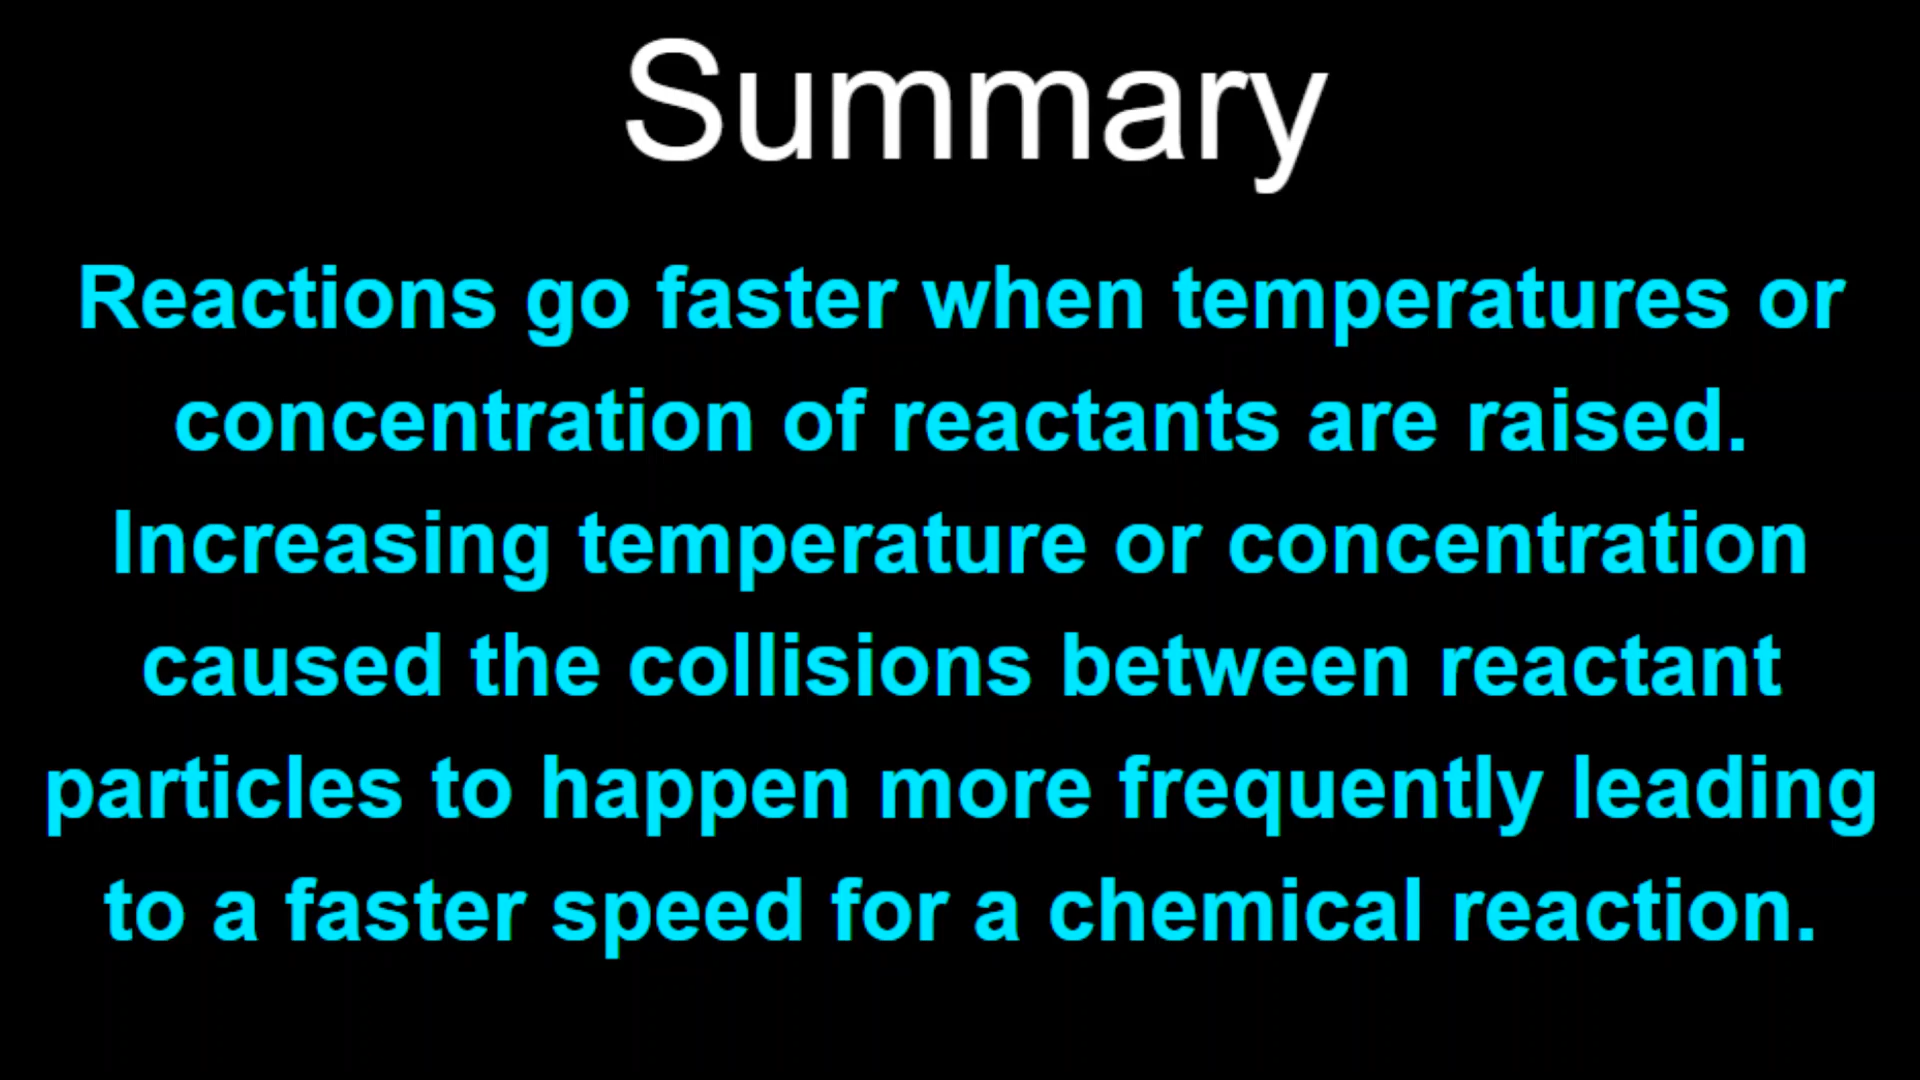 Summary
Reactions go faster when temperatures or
concentration of reactants are raised.
Increasing temperature or concentration
caused the collisions between reactant
particles to happen more frequently leading
to a faster speed for a chemical reaction.